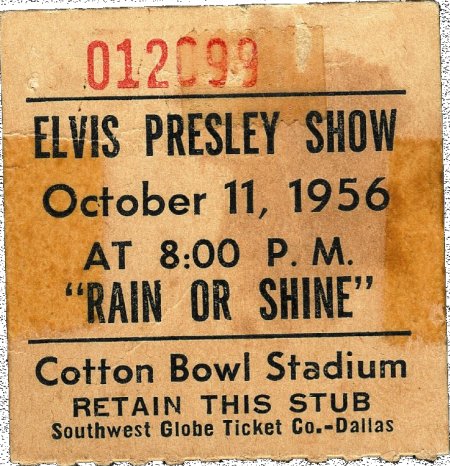 012099
ELVIS PRESLEY SHOW
October 11, 1956
AT 8:00 P. M.
"RAIN OR SHINE"
Cotton Bowl Stadium
RETAIN THIS STUB
Southwest Globe Ticket Co.-Dallas